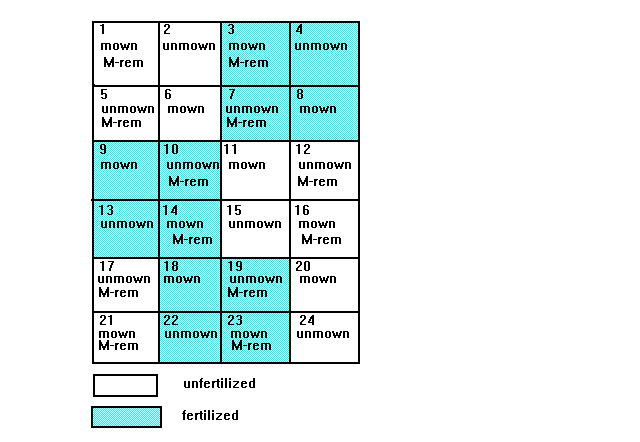 1
mown
M-rem
2
unmown
3
mown
M-rem
4
unmown
5
unmown
M-rem
6
mown
7
unmown
M-rem
8
mown
9
mown
10
unmown
M-rem
11
mown
12
unmown
M-rem
13
unmown
14
mown
M-rem
15
unmown
16
mown
M-rem
17
unmown
M-rem
18
mown
19
unmown
M-rem
20
mown
21
mown
M-rem
22
unmown
23
mown
M-rem
24
unmown
unfertilized
fertilized